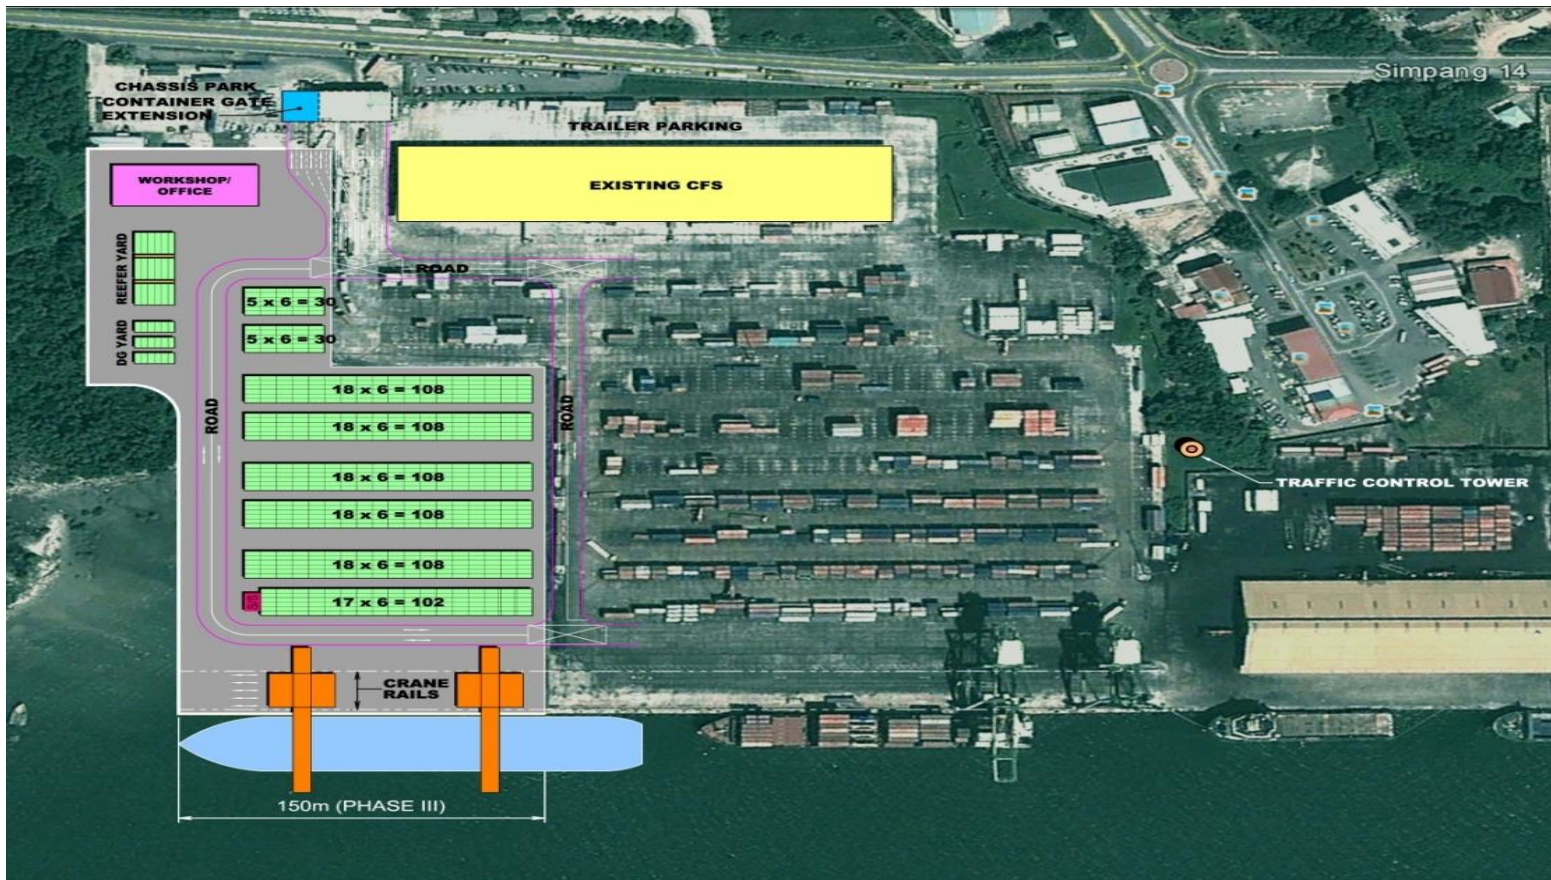 Simpang 14
CHASSIS PARK
CONTAINER GATE
EXTENSION
TRAILER PARKING
WORKSHOP/
OFFICE
EXISTING CFS
REEFER YARD
ROAD
5 x 6 = 30
5 x 6 = 30
DG YARD
18 x 6 = 108
ROAD
ROAD
18 x 6 = 108
18 x 6 = 108
TRAFFIC CONTROL TOWER
18 x 6 = 108
18 x 6 = 108
S/S
17 x 6 = 102
CRANE
RAILS
150m (PHASE III)